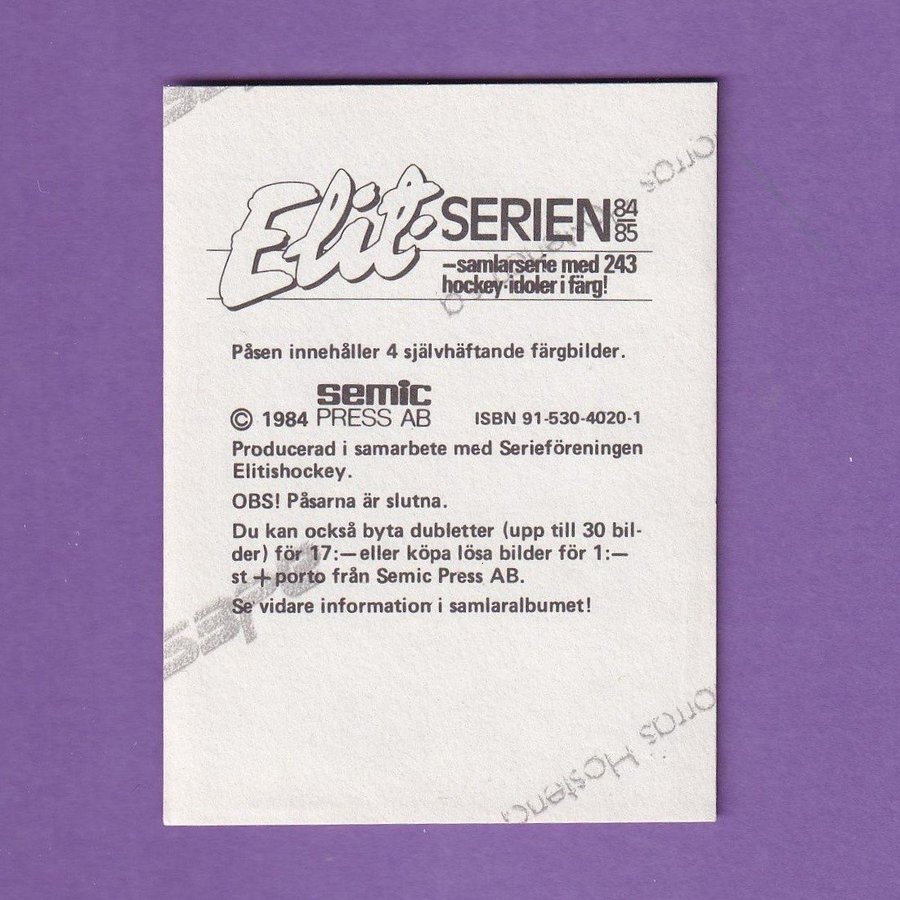 Elit-SERIEN 84/85
–samlarserie med 243
hockey-idoler i färg!
Påsen innehåller 4 självhäftande färgbilder.
semic
© 1984 PRESS AB ISBN 91-530-4020-1
Producerad i samarbete med Serieföreningen
Elitishockey.
OBS! Påsarna är slutna.
Du kan också byta dubletter (upp till 30 bil-
der) för 17:—eller köpa lösa bilder för 1:—
st + porto från Semic Press AB.
Se vidare information i samlaralbumet!